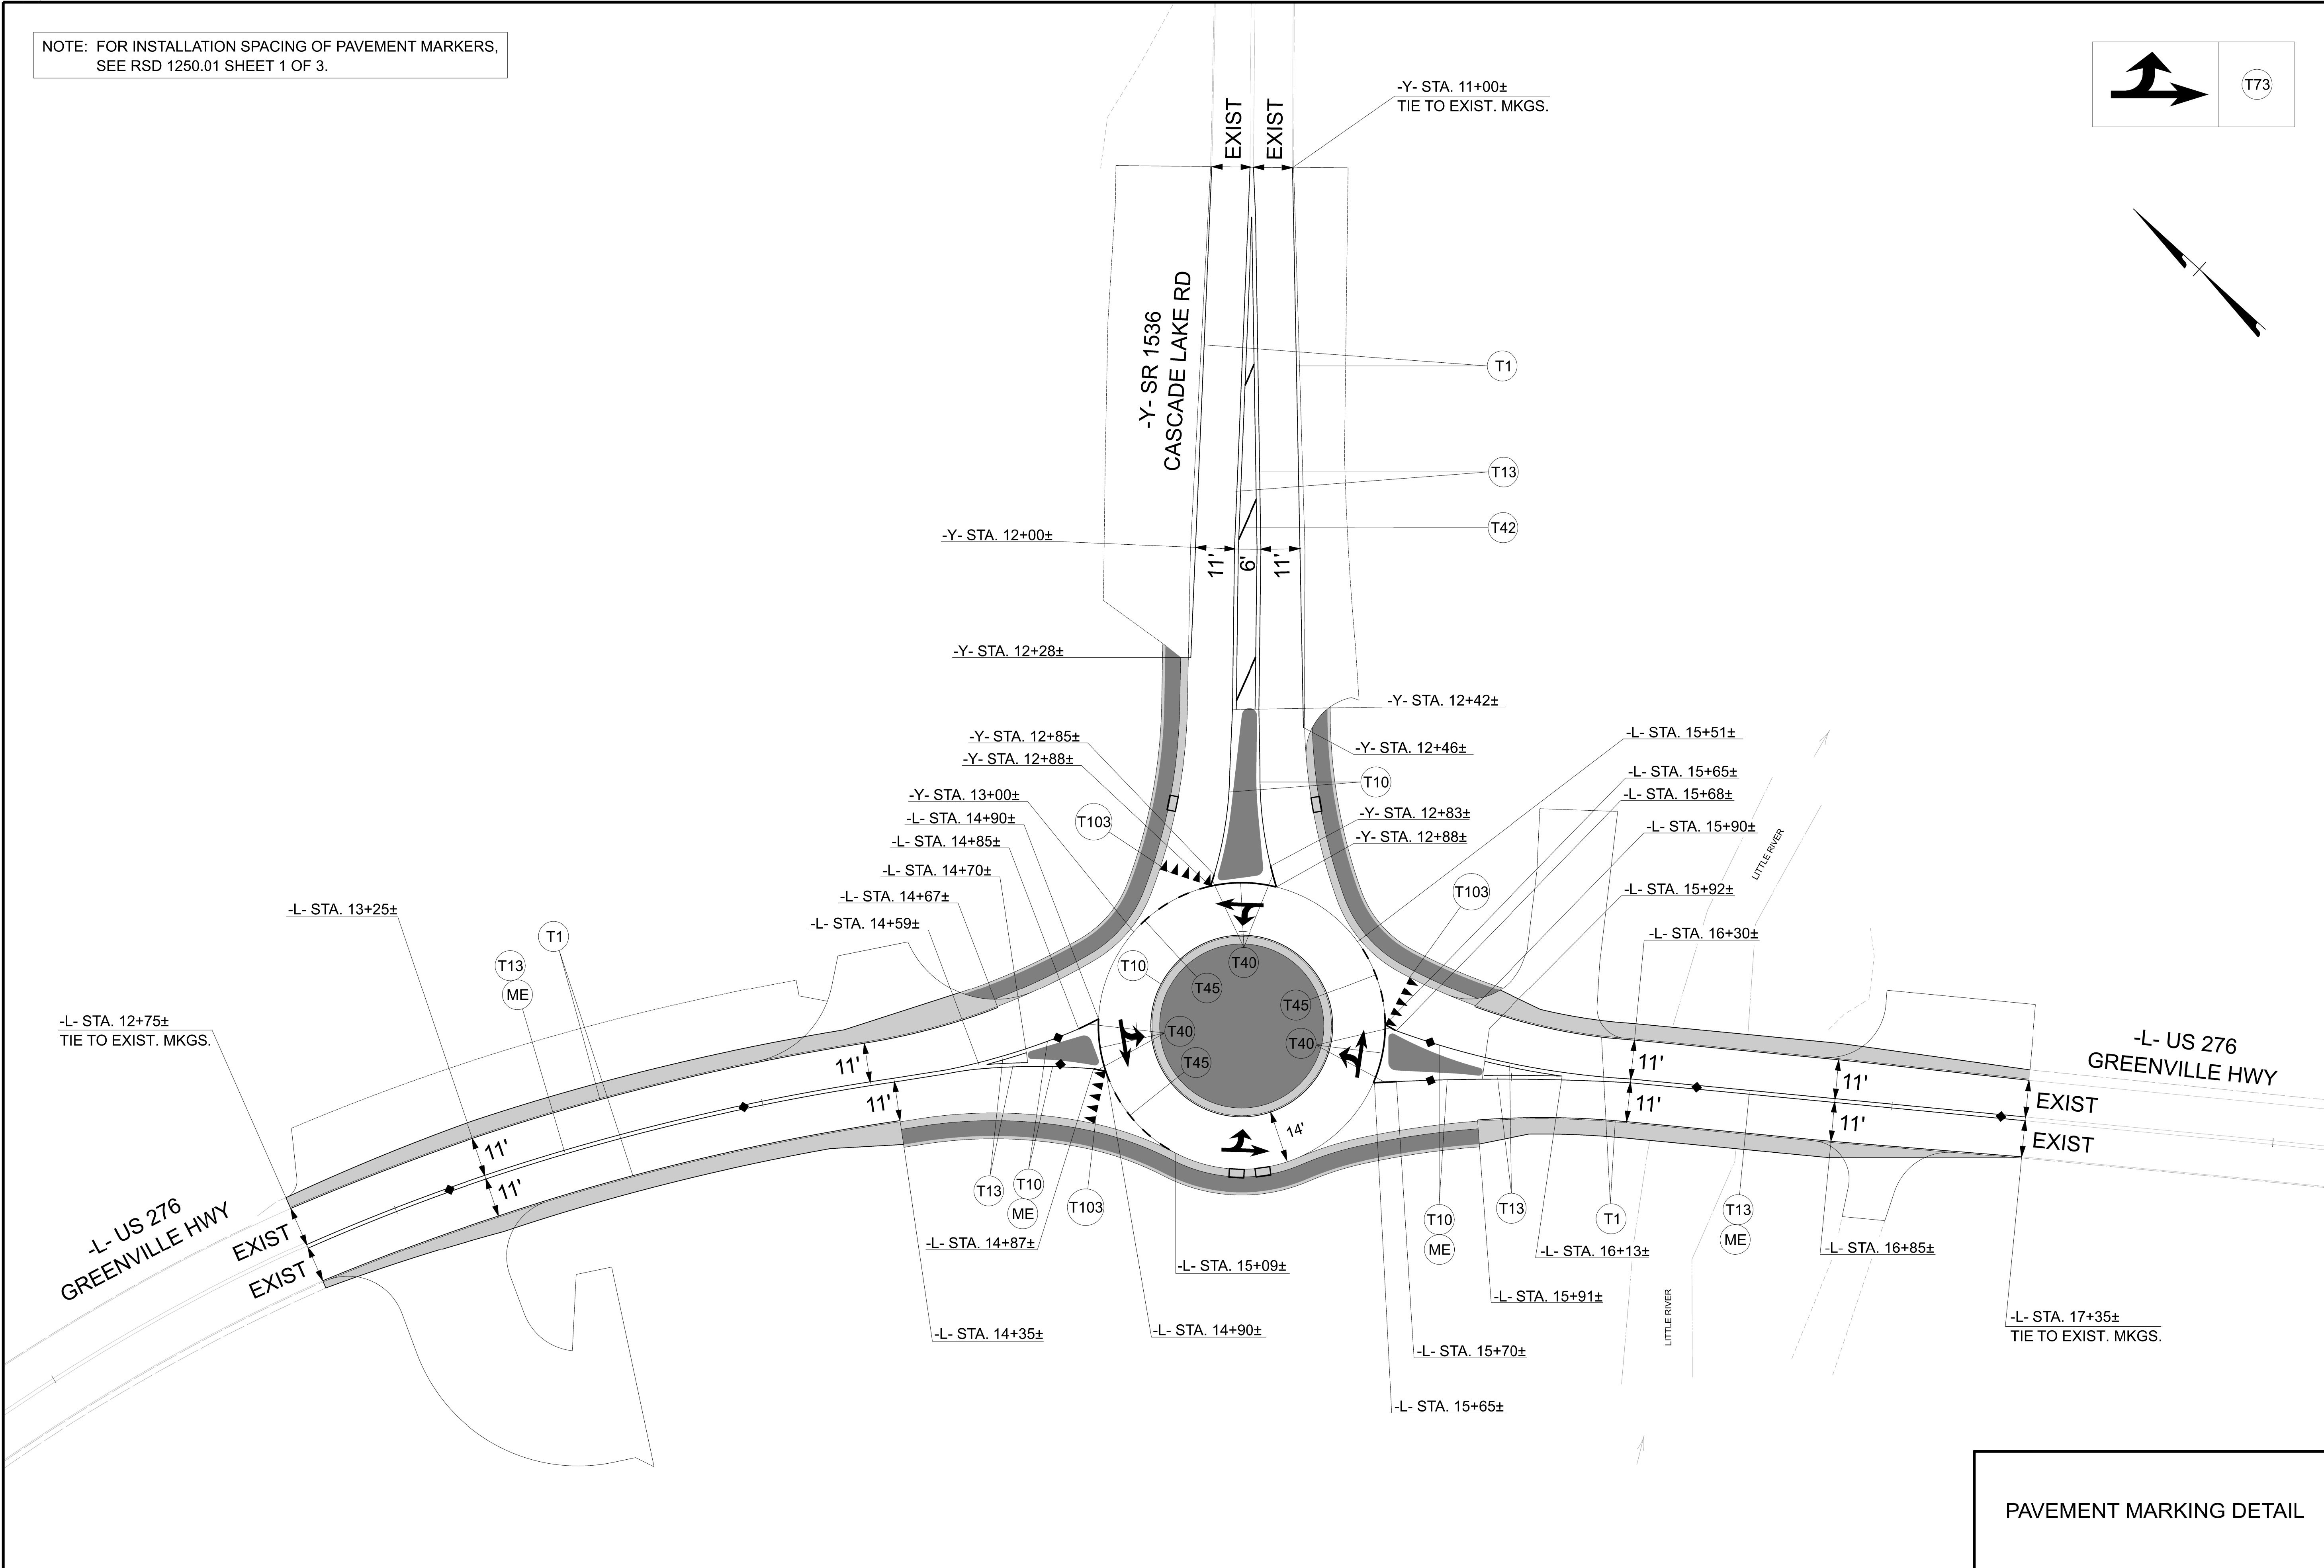 NOTE: FOR INSTALLATION SPACING OF PAVEMENT MARKERS,
SEE RSD 1250.01 SHEET 1 OF 3.
T73
-Y- STA. 11+00±
TIE TO EXIST. MKGS.
EXIST
EXIST
-Y- SR 1536
CASCADE LAKE RD
T1
T13
T42
-Y- STA. 12+00±
11'
6'
11'
-Y- STA. 12+28±
-Y- STA. 12+42±
-Y- STA. 12+85±
-Y- STA. 12+46±
-L- STA. 15+51±
-Y- STA. 12+88±
T10
-L- STA. 15+65±
-Y- STA. 13+00±
-L- STA. 15+68±
T103
-L- STA. 14+90±
-Y- STA. 12+83±
-L- STA. 15+90±
-L- STA. 14+85±
-Y- STA. 12+88±
LITTLE RIVER
-L- STA. 14+70±
T103
-L- STA. 15+92±
-L- STA. 14+67±
-L- STA. 13+25±
-L- STA. 14+59±
-L- STA. 16+30±
T1
T13
ME
T10
T40
T45
T45
-L- STA. 12+75±
TIE TO EXIST. MKGS.
T40
T40
T45
-L- US 276
GREENVILLE HWY
11'
11'
11'
11'
11'
11'
EXIST
EXIST
11'
11'
14'
-L- US 276
GREENVILLE HWY
EXIST
EXIST
T13
T10
ME
T103
T10
ME
T13
T1
T13
ME
-L- STA. 14+87±
-L- STA. 16+13±
-L- STA. 16+85±
-L- STA. 15+09±
-L- STA. 15+91±
LITTLE RIVER
-L- STA. 17+35±
TIE TO EXIST. MKGS.
-L- STA. 14+35±
-L- STA. 14+90±
-L- STA. 15+70±
-L- STA. 15+65±
PAVEMENT MARKING DETAIL